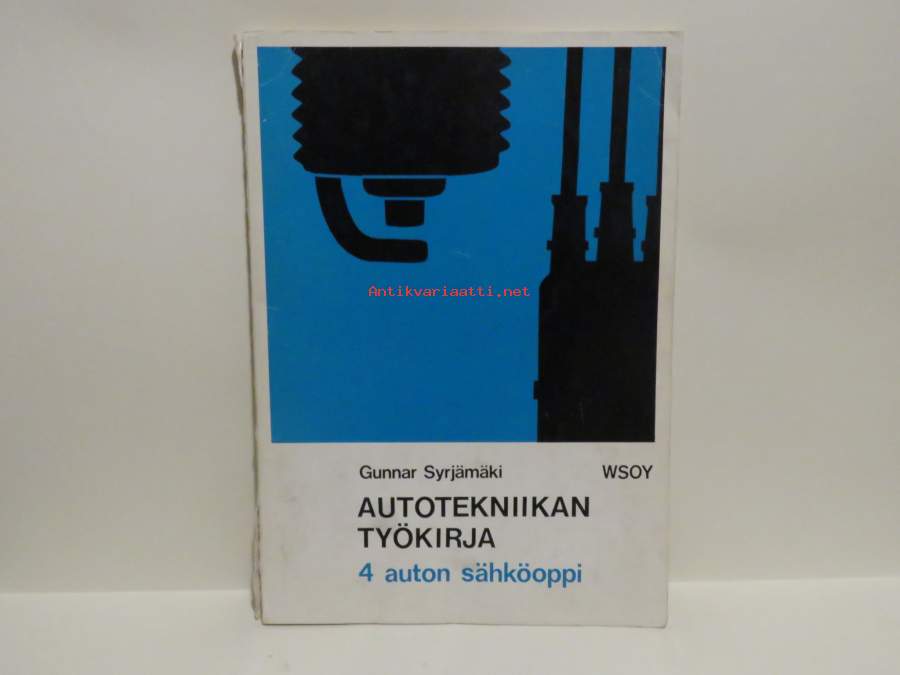 Antikvariaatti.net
Gunnar Syrjämäki WSOY
AUTOTEKNIIKAN
TYÖKIRJA
4 auton sähköoppi